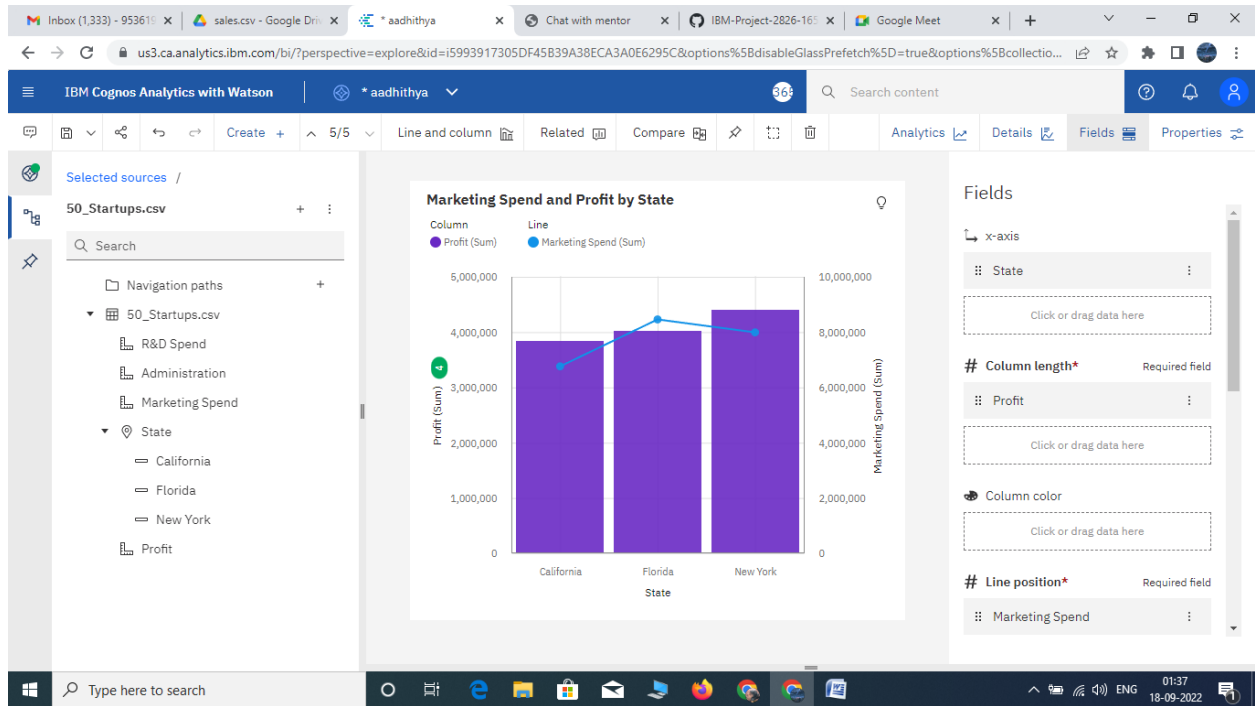 Inbox (1,333) - 953619 sales.csv - Google Driv * aadhithya Chat with mentor IBM-Project-2826-165 Google Meet
us3.ca.analytics.ibm.com/bi/?perspective=explore&id=i5993917305DF45B39A38ECA3A0E6295C&options%5BdisableGlassPrefetch%5D=true&options%5Bcollectio...
IBM Cognos Analytics with Watson * aadhithya Search content
Create + 5/5 Line and column Related Compare Analytics Details Fields Properties
Selected sources /
50_Startups.csv
Search
Navigation paths
50_Startups.csv
R&D Spend
Administration
Marketing Spend
State
California
Florida
New York
Profit
Marketing Spend and Profit by State
Column Line
Profit (Sum) Marketing Spend (Sum)
5,000,000 10,000,000
4,000,000 8,000,000
3,000,000 6,000,000
2,000,000 4,000,000
1,000,000 2,000,000
0 0
Profit (Sum)
Marketing Spend (Sum)
California Florida New York
State
Fields
x-axis
State
Click or drag data here
# Column length* Required field
Profit
Click or drag data here
Column color
Click or drag data here
# Line position* Required field
Marketing Spend
Type here to search
ENG
01:37
18-09-2022